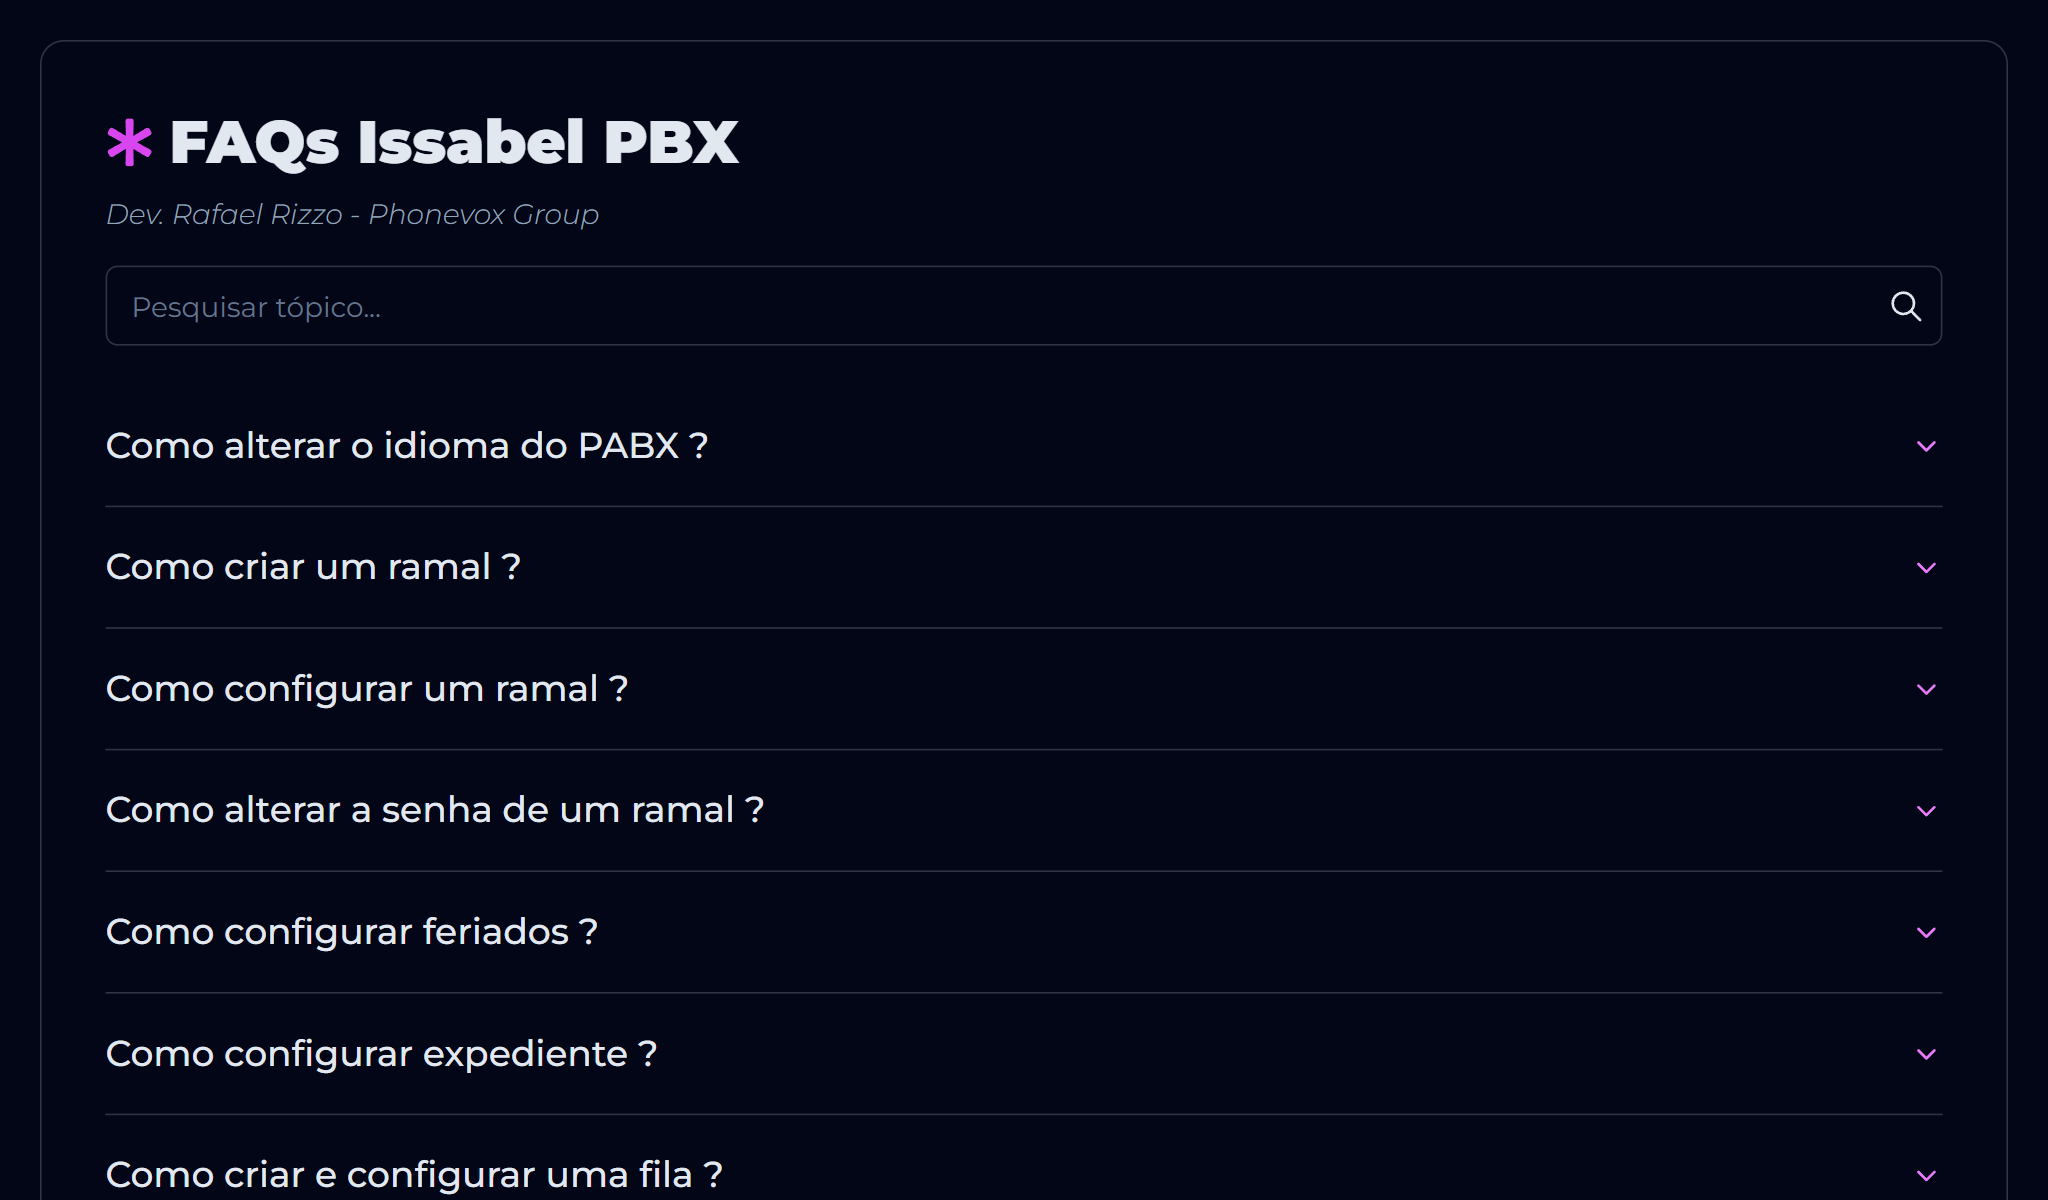 * FAQs Issabel PBX
Dev. Rafael Rizzo - Phonevox Group
Pesquisar tópico...
Como alterar o idioma do PABX ?
Como criar um ramal ?
Como configurar um ramal ?
Como alterar a senha de um ramal ?
Como configurar feriados ?
Como configurar expediente ?
Como criar e configurar uma fila ?